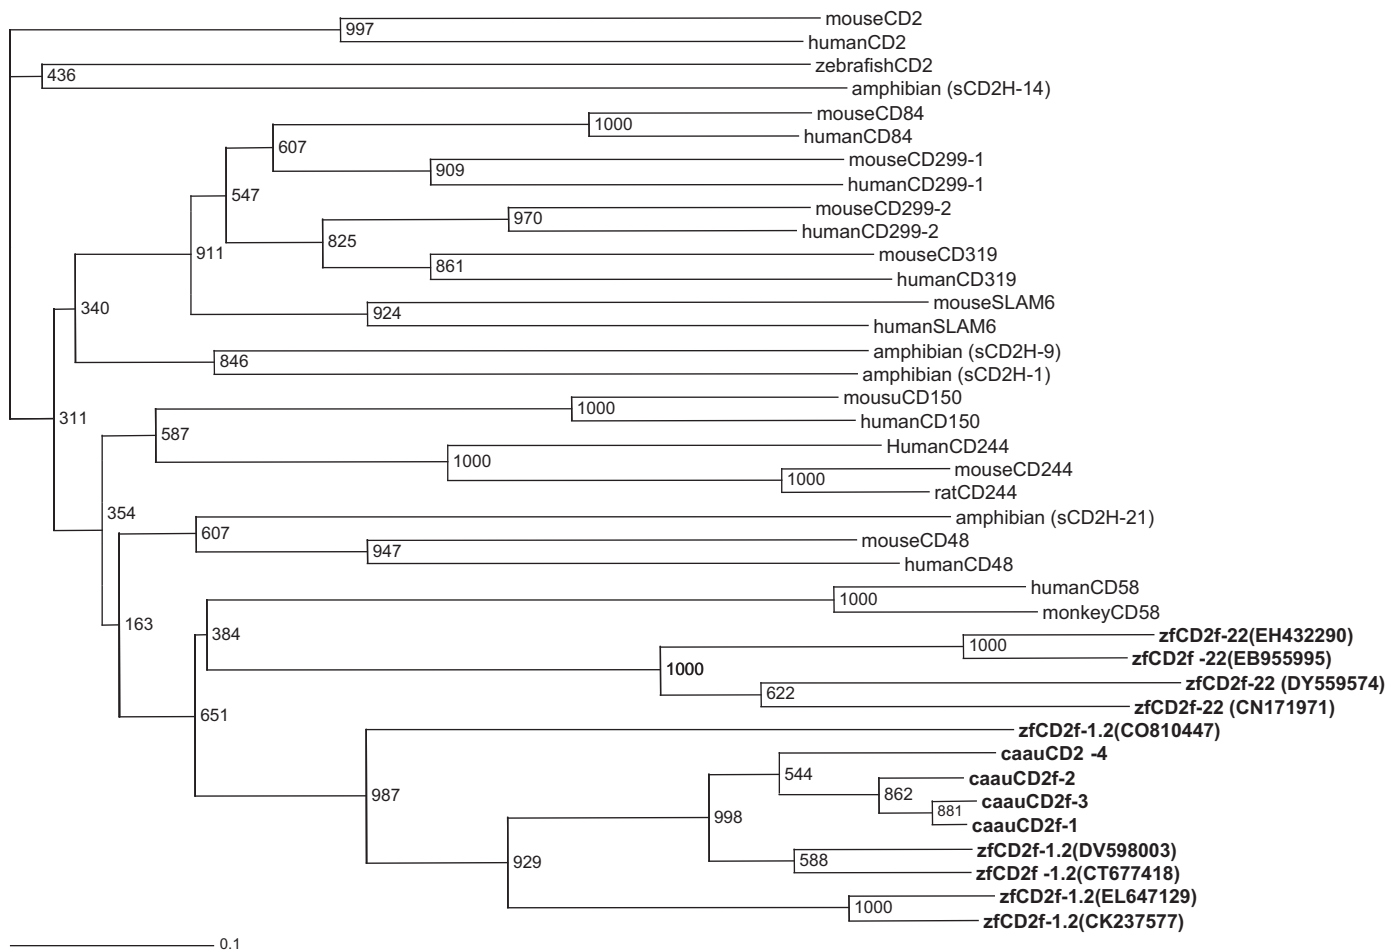 mouseCD2
997
humanCD2
zebrafishCD2
436
amphibian (sCD2H-14)
mouseCD84
1000
humanCD84
607
mouseCD299-1
909
humanCD299-1
547
mouseCD299-2
970
humanCD299-2
825
911
mouseCD319
861
humanCD319
mouseSLAM6
340
924
humanSLAM6
amphibian (sCD2H-9)
846
amphibian (sCD2H-1)
mousuCD150
1000
311
humanCD150
587
HumanCD244
1000
mouseCD244
1000
ratCD244
354
amphibian (sCD2H-21)
607
mouseCD48
947
humanCD48
humanCD58
1000
monkeyCD58
163
384
zfCD2f-22(EH432290)
1000
zfCD2f -22(EB955995)
1000
zfCD2f-22 (DY559574)
622
zfCD2f-22 (CN171971)
651
zfCD2f-1.2(CO810447)
caauCD2 -4
544
caauCD2f-2
862
987
caauCD2f-3
881
998
caauCD2f-1
zfCD2f-1.2(DV598003)
588
929
zfCD2f -1.2(CT677418)
zfCD2f-1.2(EL647129)
1000
zfCD2f-1.2(CK237577)
0.1